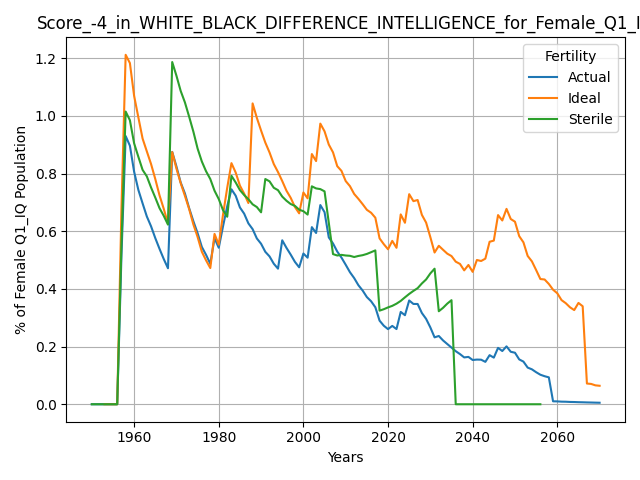 Score_-4_in_WHITE_BLACK_DIFFERENCE_INTELLIGENCE_for_Female_Q1_I
Fertility
Actual
Ideal
Sterile
% of Female Q1_IQ Population
1.2
1.0
0.8
0.6
0.4
0.2
0.0
1960 1980 2000 2020 2040 2060
Years